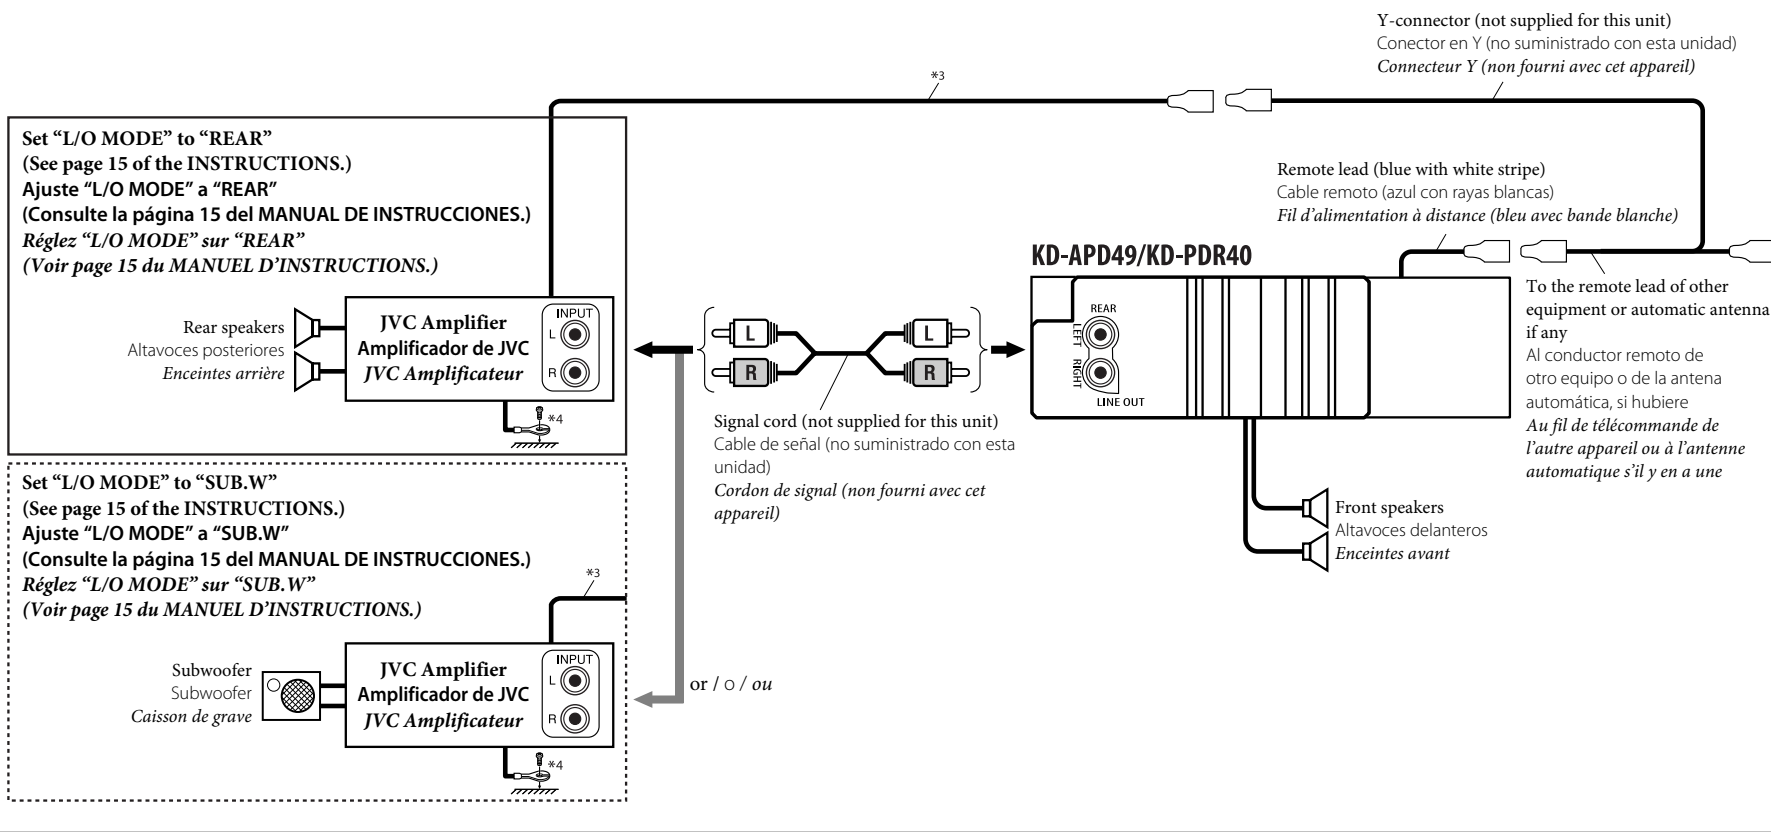 Y-connector (not supplied for this unit)
Conector en Y (no suministrado con esta unidad)
Connecteur Y (non fourni avec cet appareil)
*3
Set “L/O MODE” to “REAR”
(See page 15 of the INSTRUCTIONS.)
Ajuste “L/O MODE” a “REAR”
(Consulte la página 15 del MANUAL DE INSTRUCCIONES.)
Réglez “L/O MODE” sur “REAR”
(Voir page 15 du MANUEL D’INSTRUCTIONS.)
Remote lead (blue with white stripe)
Cable remoto (azul con rayas blancas)
Fil d’alimentation à distance (bleu avec bande blanche)
KD-APD49/KD-PDR40
To the remote lead of other
equipment or automatic antenna
if any
Al conductor remoto de
otro equipo o de la antena
automática, si hubiere
Au fil de télécommande de
l’autre appareil ou à l’antenne
automatique s’il y en a une
Rear speakers
Altavoces posteriores
Enceintes arrière
JVC Amplifier
Amplificador de JVC
JVC Amplificateur
INPUT
L
R
*4
L
R
L
R
REAR
LEFT
RIGHT
LINE OUT
Signal cord (not supplied for this unit)
Cable de señal (no suministrado con esta
unidad)
Cordon de signal (non fourni avec cet
appareil)
Front speakers
Altavoces delanteros
Enceintes avant
Set “L/O MODE” to “SUB.W”
(See page 15 of the INSTRUCTIONS.)
Ajuste “L/O MODE” a “SUB.W”
(Consulte la página 15 del MANUAL DE INSTRUCCIONES.)
Réglez “L/O MODE” sur “SUB.W”
(Voir page 15 du MANUEL D’INSTRUCTIONS.)
*3
Subwoofer
Subwoofer
Caisson de grave
JVC Amplifier
Amplificador de JVC
JVC Amplificateur
INPUT
L
R
*4
or / o / ou